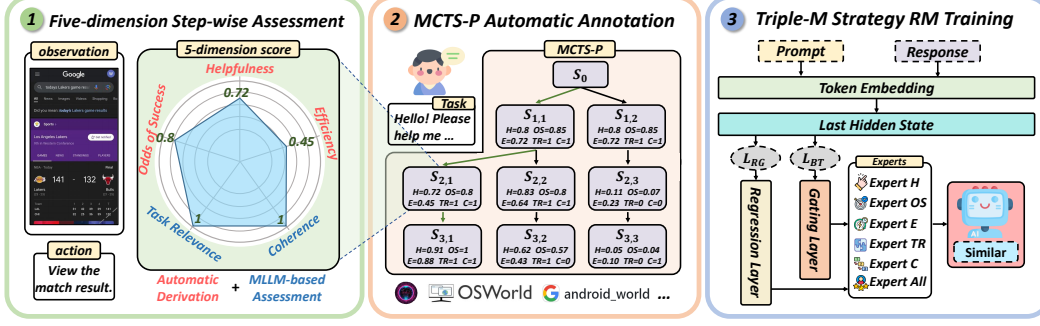 1 Five-dimension Step-wise Assessment
observation
Google
todays Lakers game results
Los Angeles Lakers
141 - 132
Lakers
Bulls
action
View the
match result.
5-dimension score
Helpfulness
0.72
Efficiency
0.45
Odds of Success
0.8
Task Relevance
1
Coherence
1
Automatic
Derivation
+
MLLM-based
Assessment
2 MCTS-P Automatic Annotation
Task
Hello! Please
help me ...
MCTS-P
S0
S1,1
H=0.8 OS=0.85
E=0.72 TR=1 C=1
S1,2
H=0.8 OS=0.85
E=0.72 TR=1 C=1
S2,1
H=0.72 OS=0.8
E=0.45 TR=1 C=1
S2,2
H=0.83 OS=0.8
E=0.64 TR=1 C=1
S2,3
H=0.11 OS=0.07
E=0.23 TR=0 C=0
S3,1
H=0.91 OS=1
E=0.88 TR=1 C=1
S3,2
H=0.62 OS=0.57
E=0.43 TR=1 C=0
S3,3
H=0.05 OS=0.04
E=0.10 TR=0 C=1
OSWorld
android_world
...
3 Triple-M Strategy RM Training
Prompt
Response
Token Embedding
Last Hidden State
LRG
LBT
Regression Layer
Gating Layer
Experts
Expert H
Expert OS
Expert E
Expert TR
Expert C
Expert All
AI
Similar